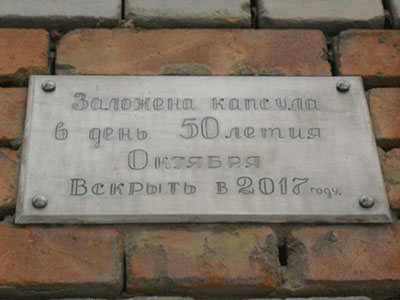 Заложена капсула
в день 50летия
Октября
Вскрыть в 2017 году.